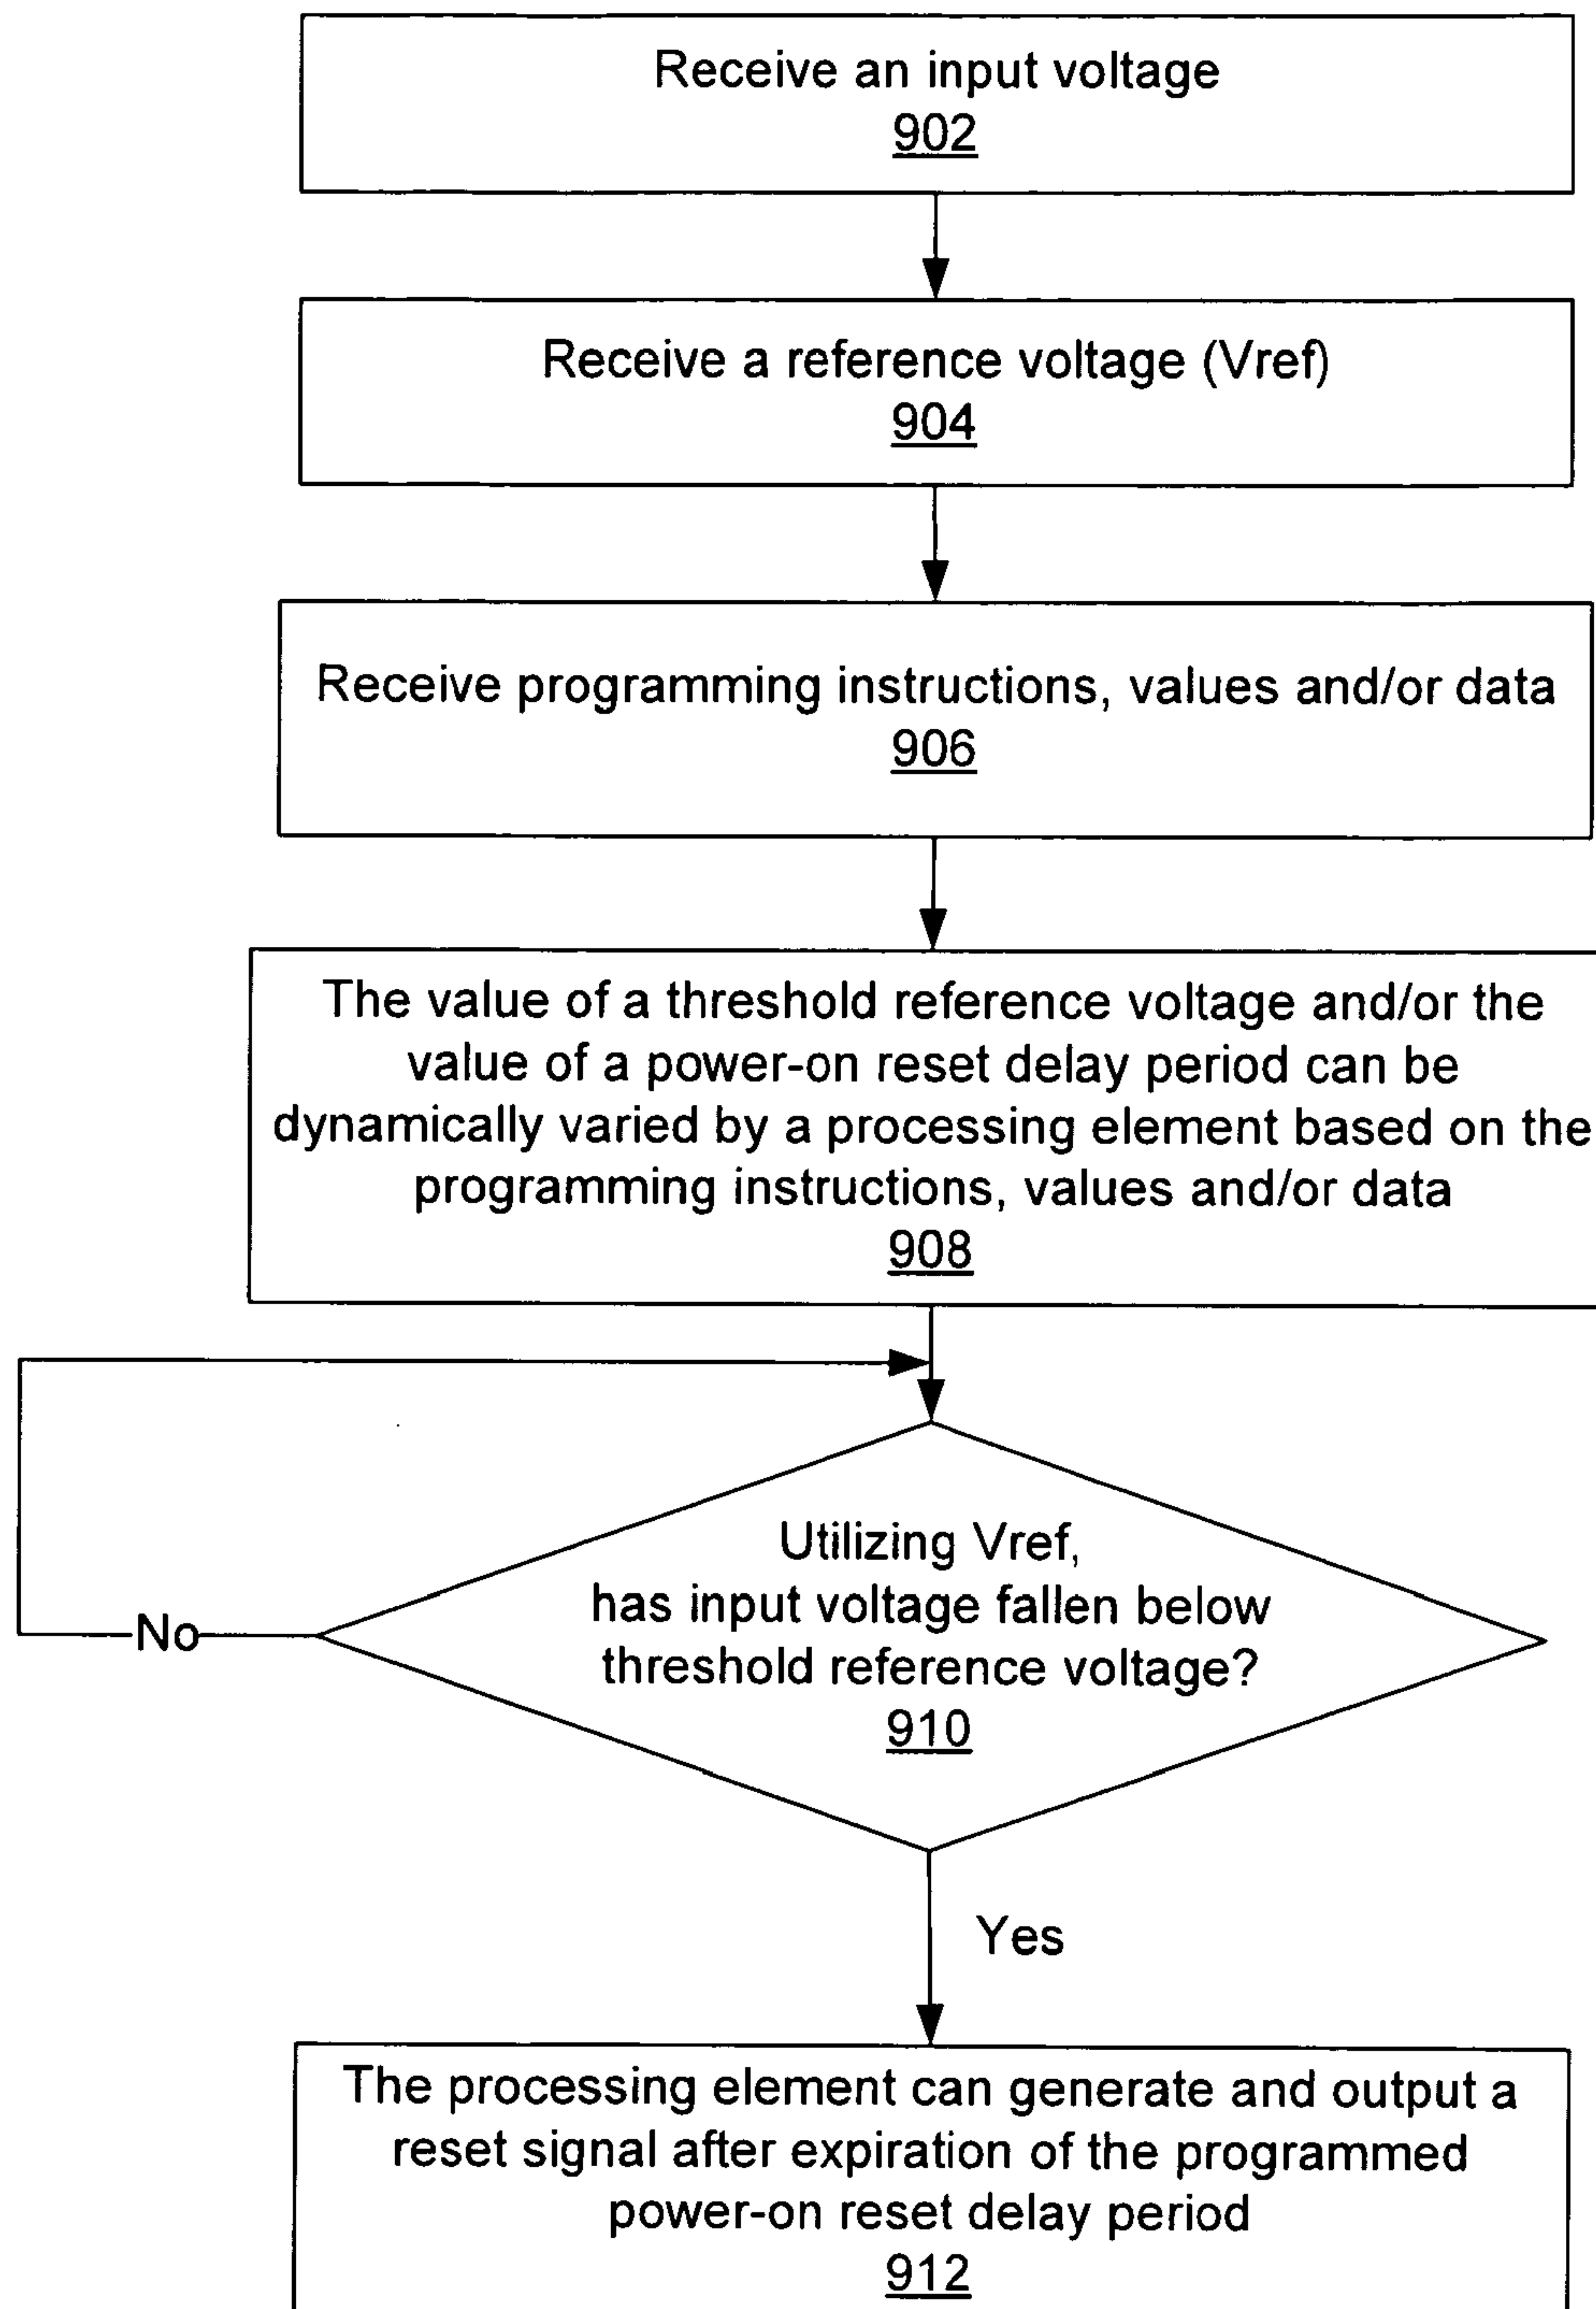 Receive an input voltage
902
Receive a reference voltage (Vref)
904
Receive programming instructions, values and/or data
906
The value of a threshold reference voltage and/or the
value of a power-on reset delay period can be
dynamically varied by a processing element based on the
programming instructions, values and/or data
908
Utilizing Vref,
has input voltage fallen below
threshold reference voltage?
910
No
Yes
The processing element can generate and output a
reset signal after expiration of the programmed
power-on reset delay period
912